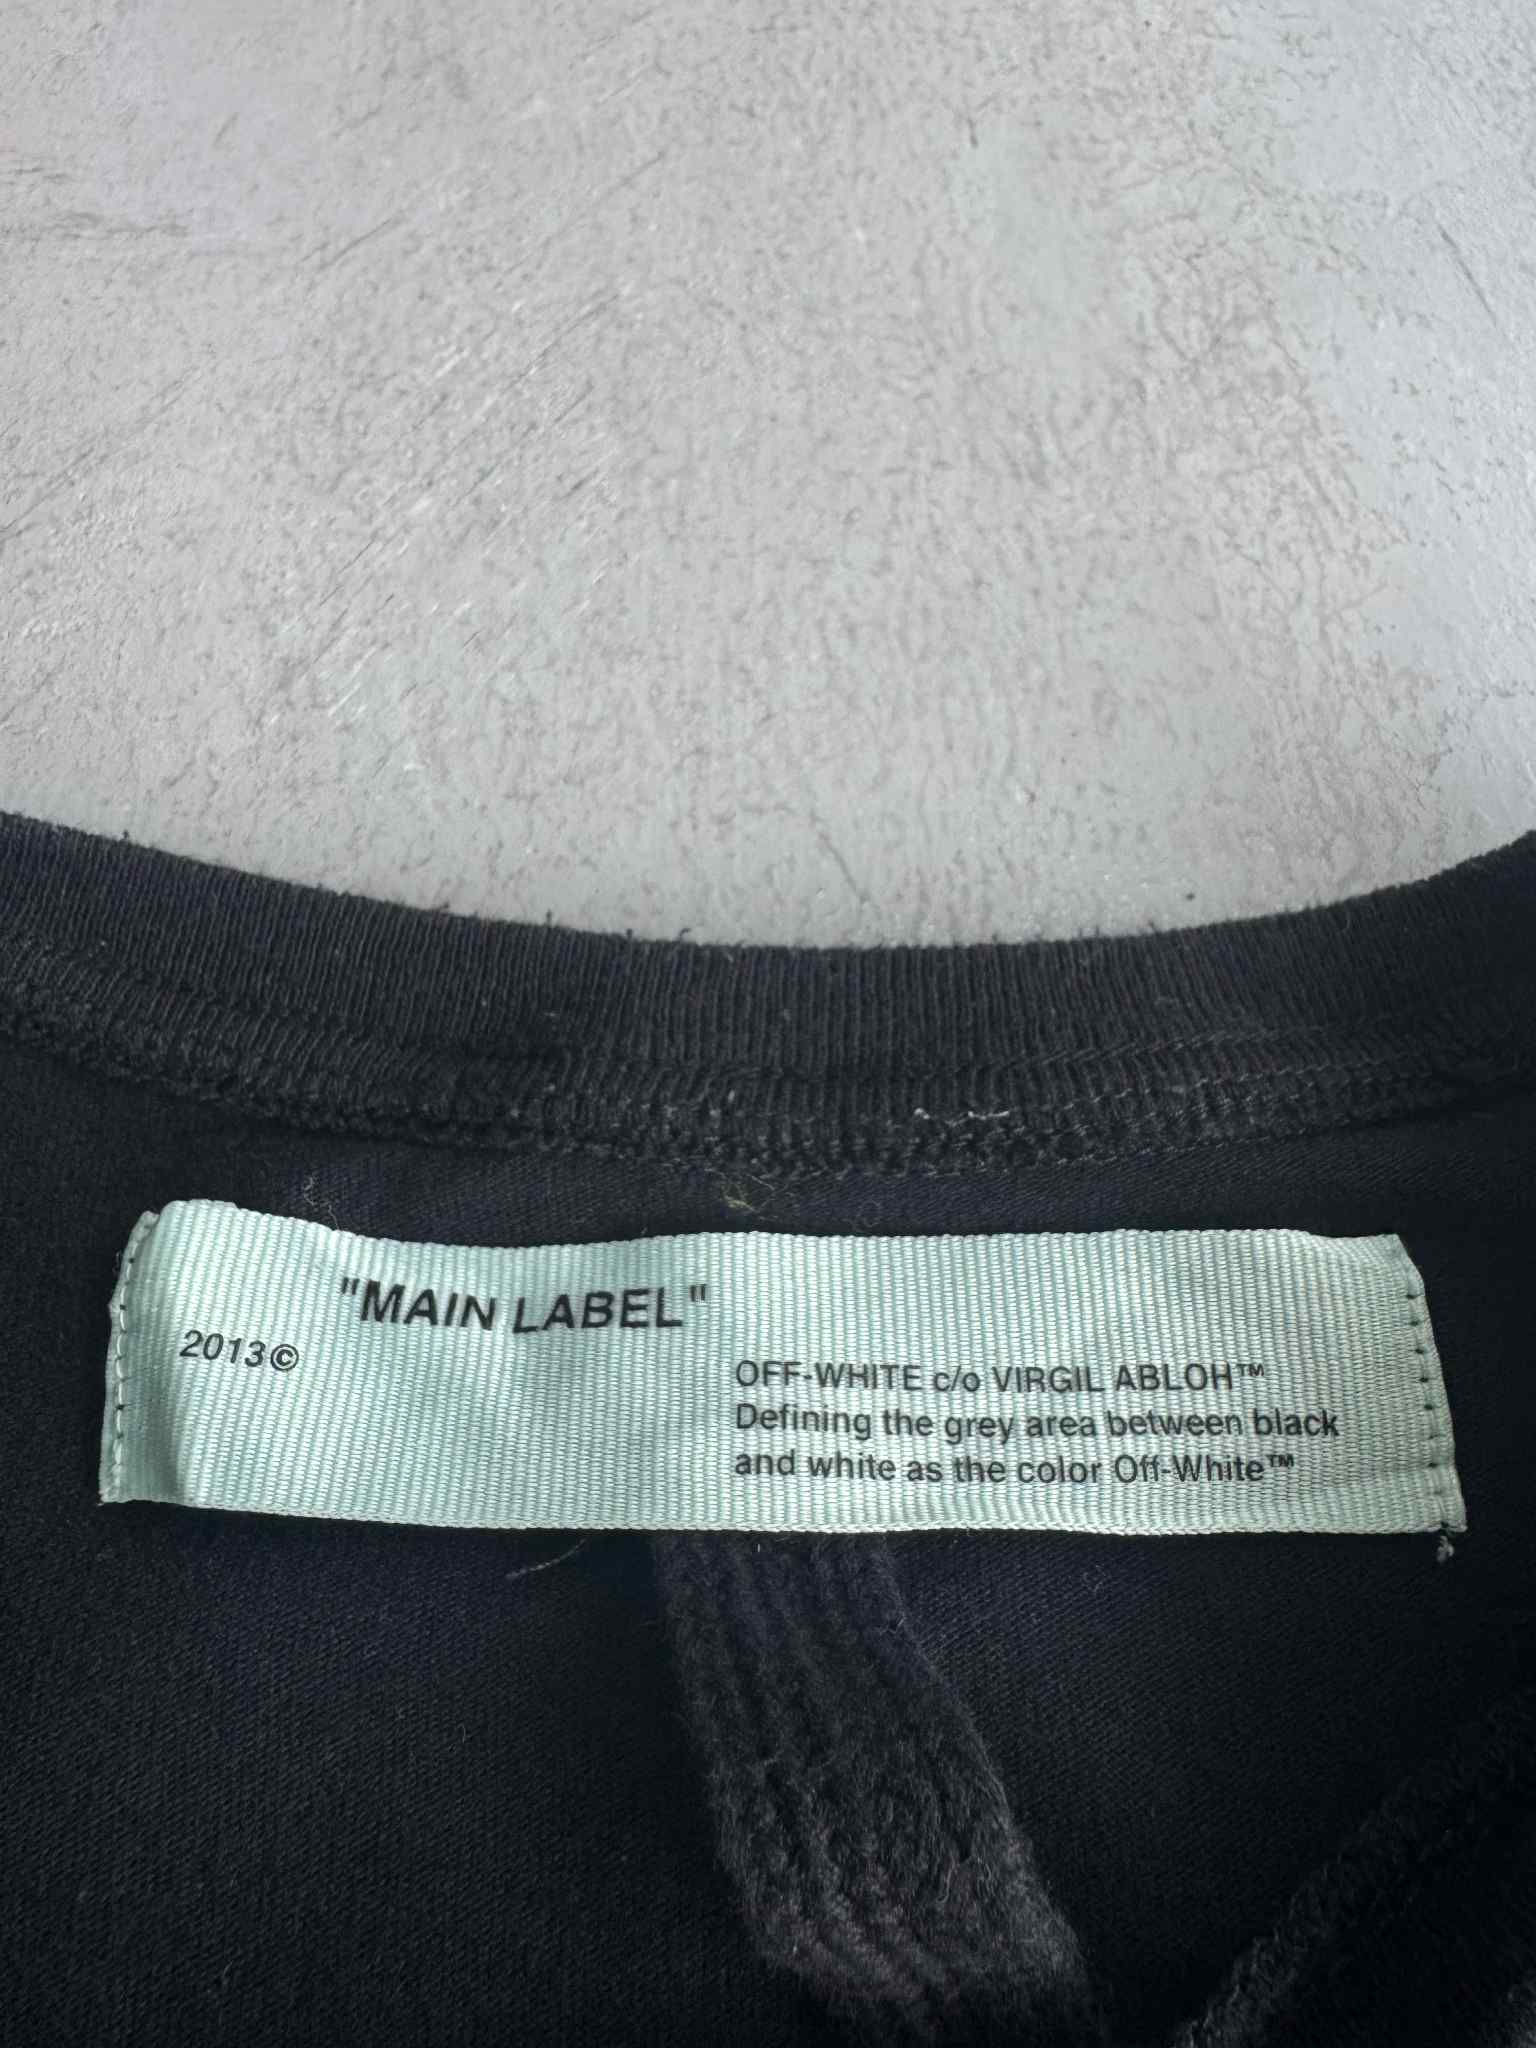 "MAIN LABEL"
2013©
OFF-WHITE c/o VIRGIL ABLOH™
Defining the grey area between black
and white as the color Off-White™